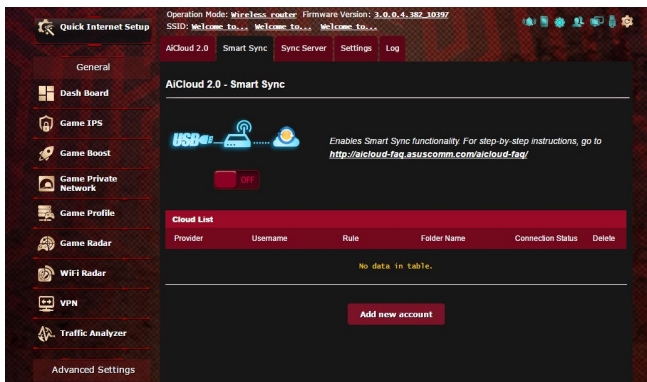 Quick Internet Setup
Operation Mode: Wireless router Firmware Version: 3.0.0.4.382_10397
SSID: Welcome to... Welcome to... Welcome to...
AiCloud 2.0 Smart Sync Sync Server Settings Log
General
Dash Board
Game IPS
Game Boost
Game Private
Network
Game Profile
Game Radar
WiFi Radar
VPN
Traffic Analyzer
Advanced Settings
AiCloud 2.0 - Smart Sync
USB
Enables Smart Sync functionality. For step-by-step instructions, go to
http://aicloud-faq.asuscomm.com/aicloud-faq/
OFF
Cloud List
Provider Username Rule Folder Name Connection Status Delete
No data in table.
Add new account